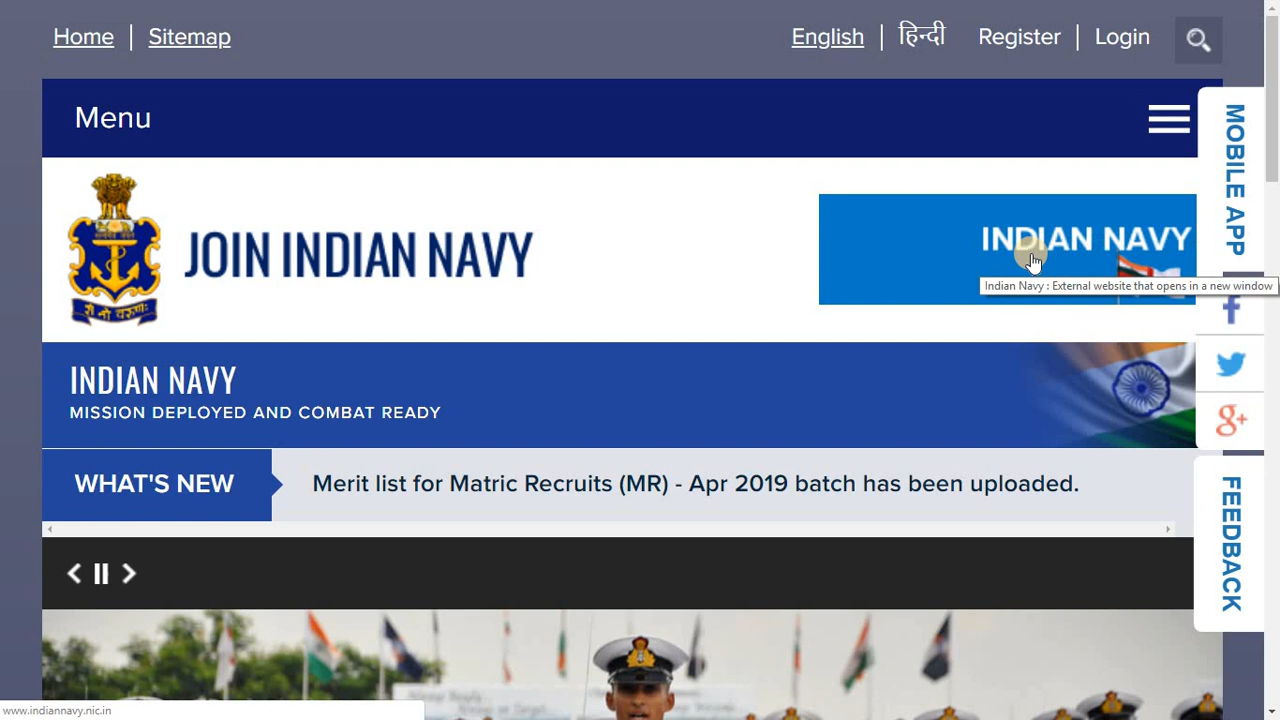 Home Sitemap English हिन्दी Register Login
Menu
MOBILE APP
JOIN INDIAN NAVY
INDIAN NAVY
Indian Navy : External website that opens in a new window
INDIAN NAVY
MISSION DEPLOYED AND COMBAT READY
WHAT'S NEW
Merit list for Matric Recruits (MR) - Apr 2019 batch has been uploaded.
FEEDBACK
www.indiannavy.nic.in